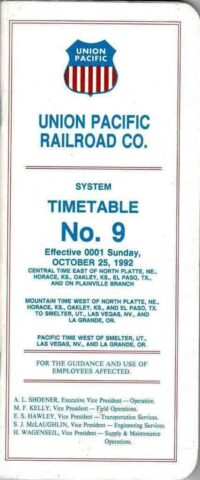 UNION
PACIFIC
UNION PACIFIC
RAILROAD CO.
SYSTEM
TIMETABLE
No. 9
Effective 0001 Sunday,
OCTOBER 25, 1992
CENTRAL TIME EAST OF NORTH PLATTE, NE.,
HORACE, KS., OAKLEY, KS., EL PASO, TX.,
AND ON PLAINVILLE BRANCH
MOUNTAIN TIME WEST OF NORTH PLATTE, NE.,
HORACE, KS., OAKLEY, KS., AND EL PASO, TX.
TO SMELTER, UT., LAS VEGAS, NV., AND
LA GRANDE, OR.
PACIFIC TIME WEST OF SMELTER, UT.,
LAS VEGAS, NV., AND LA GRANDE, OR.
FOR THE GUIDANCE AND USE OF
EMPLOYEES AFFECTED.
A. L. SHOENER, Executive Vice President — Operation.
M. F. KELLY, Vice President — Field Operations.
E. S. HAWLEY, Vice President — Transportation Services.
S. J. McLAUGHLIN, Vice President — Engineering Services.
H. WAGENSEIL, Vice President — Supply & Maintenance
Operations.